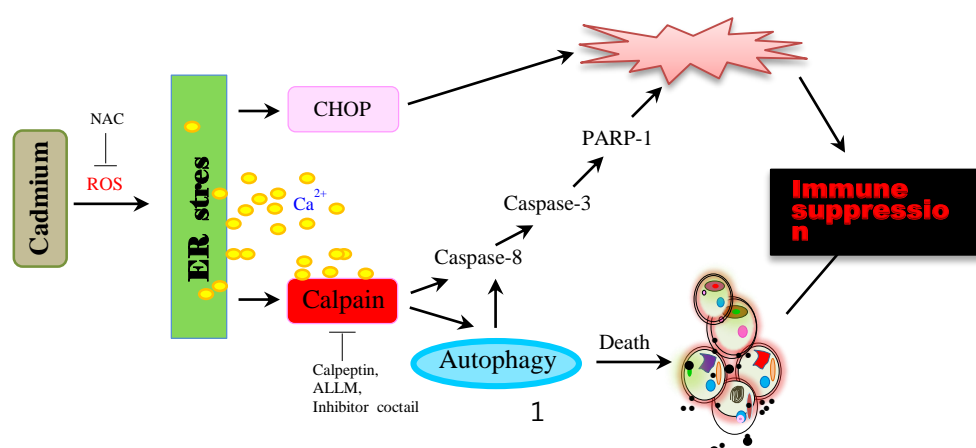 Cadmium
NAC
ROS
ER stres
CHOP
Ca2+
Calpain
Calpeptin,
ALLM,
Inhibitor coctail
PARP-1
Caspase-3
Caspase-8
Autophagy
1
Death
Immune
suppressio
n